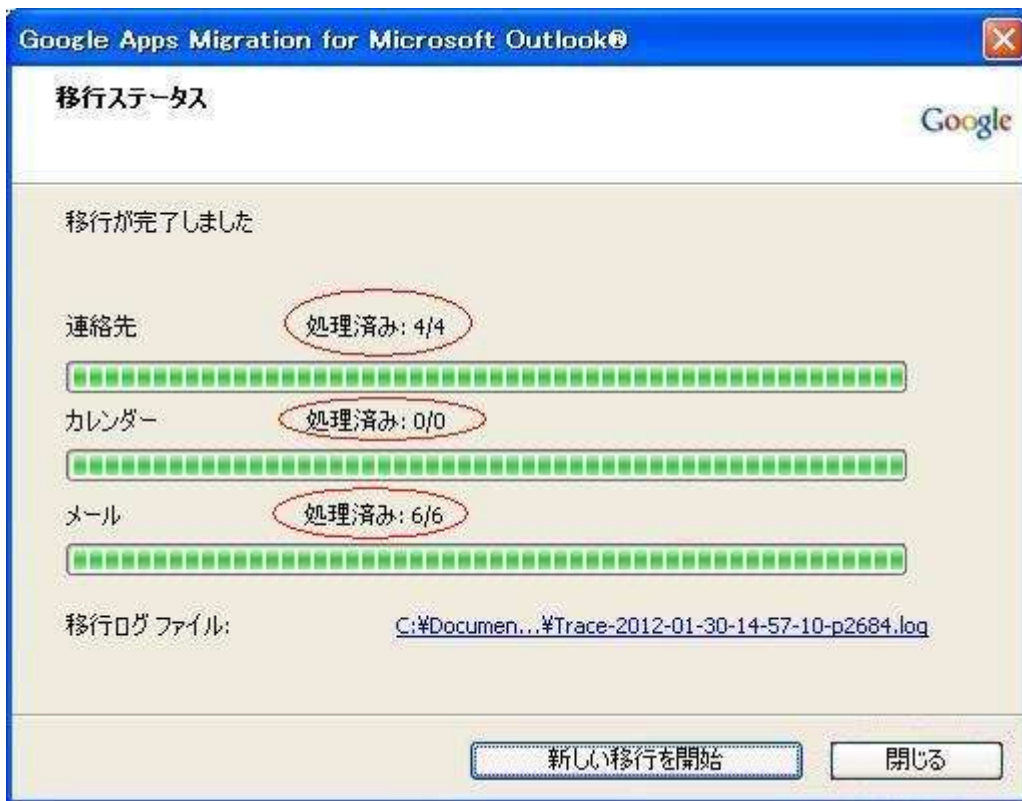 Google Apps Migration for Microsoft Outlook®
移行ステータス
Google
移行が完了しました
連絡先 処理済み: 4/4
カレンダー 処理済み: 0/0
メール 処理済み: 6/6
移行ログ ファイル: C:¥Documen...¥Trace-2012-01-30-14-57-10-p2684.log
新しい移行を開始 閉じる